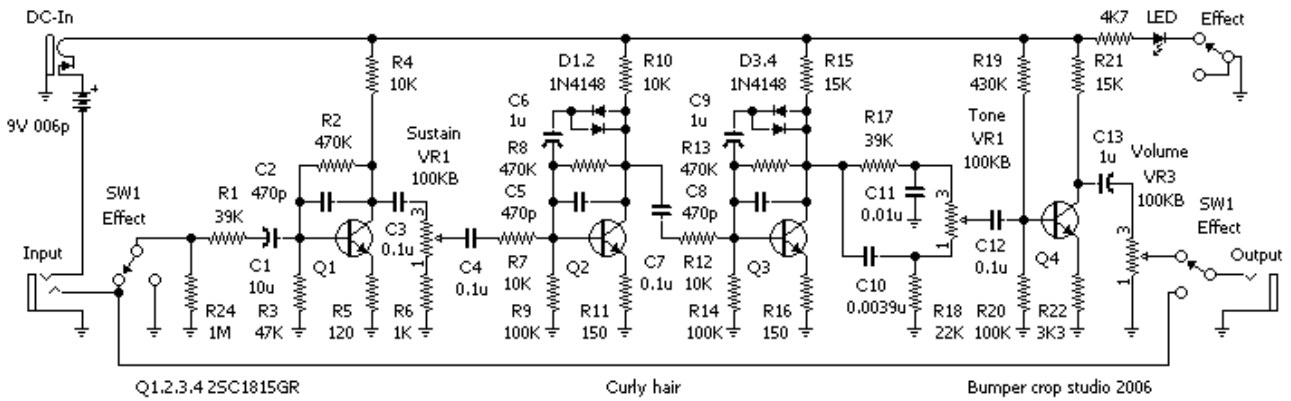 DC-In
4K7 LED Effect
R4
10K
D1.2
1N4148
R10
10K
D3.4
1N4148
R15
15K
R19
430K
R21
15K
+
9V 006p
C6
1u
C9
1u
R2
470K
Sustain
VR1
100KB
R8
470K
R13
470K
R17
39K
Tone
VR1
100KB
C13
1u
Volume
VR3
100KB
C2
470p
SW1
Effect
R1
39K
C5
470p
C8
470p
C11
0.01u
SW1
Effect
Input
C1
10u
Q1
C3
0.1u
3
1
C4
0.1u
R7
10K
Q2
C7
0.1u
R12
10K
Q3
C10
0.0039u
3
1
C12
0.1u
Q4
3
1
Output
R24
1M
R3
47K
R5
120
R6
1K
R9
100K
R11
150
R14
100K
R16
150
R18
22K
R20
100K
R22
3K3
Q1.2.3.4 2SC1815GR
Curly hair
Bumper crop studio 2006